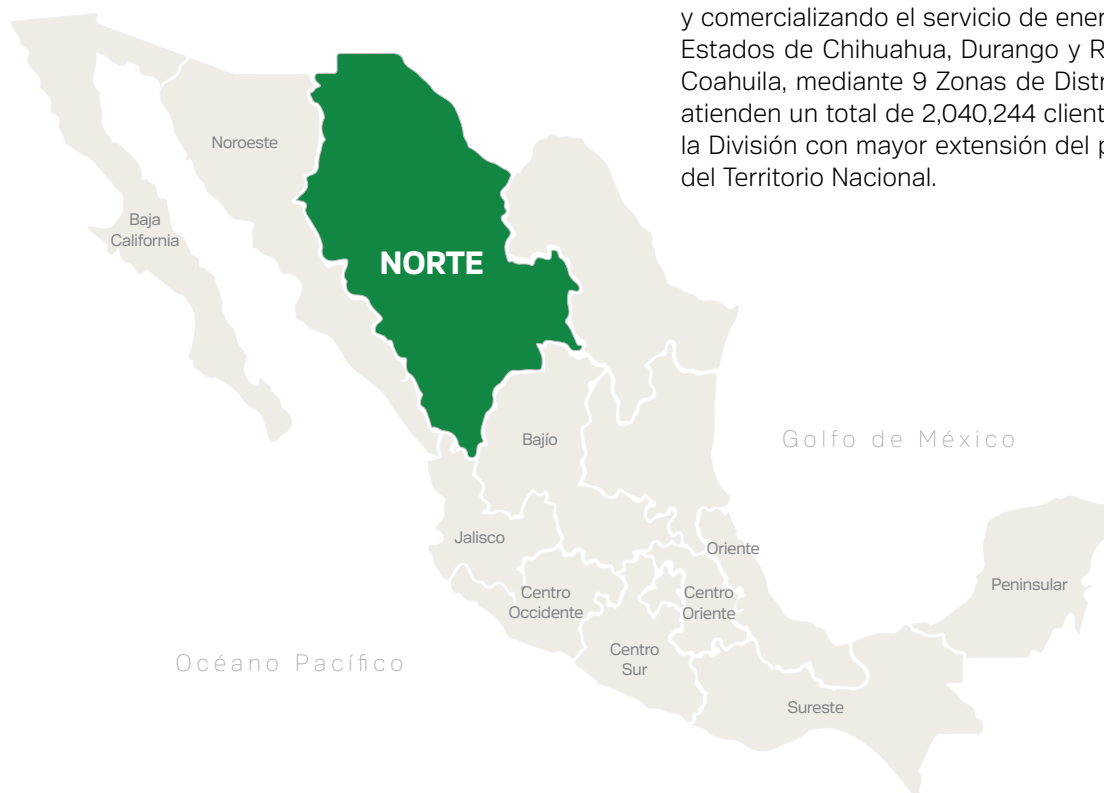 y comercializando el servicio de ener
Estados de Chihuahua, Durango y R
Coahuila, mediante 9 Zonas de Distr
atienden un total de 2,040,244 client
la División con mayor extensión del p
del Territorio Nacional.
Noroeste
Baja
California
NORTE
Golfo de México
Bajío
Jalisco
Oriente
Centro
Occidente
Centro
Oriente
Peninsular
Centro
Sur
Océano Pacífico
Sureste